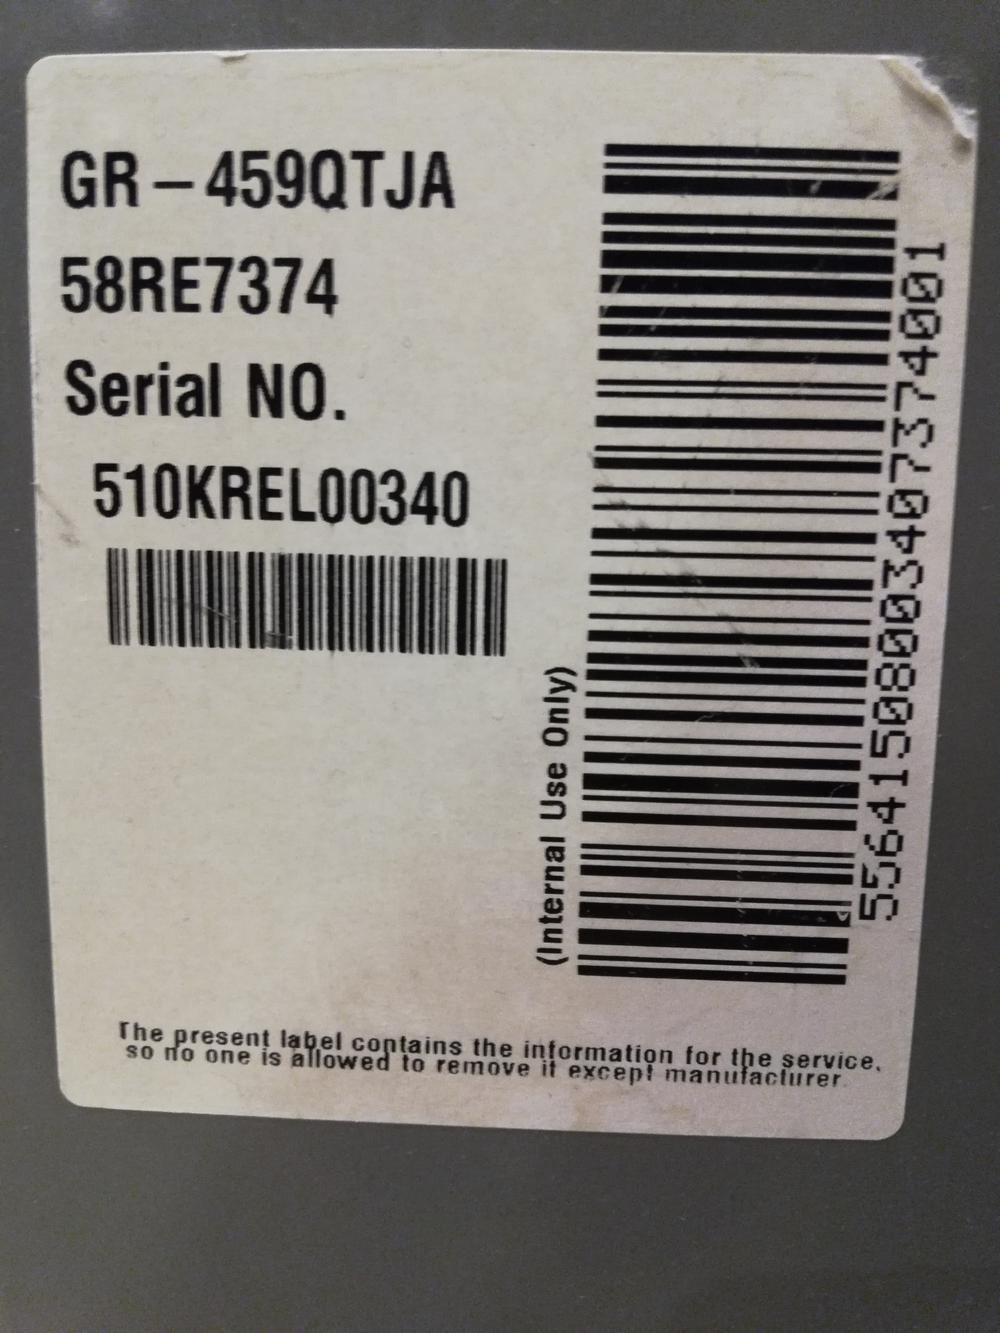 GR-459QTJA
58RE7374
Serial NO.
510KREL00340
(Internal Use Only)
55641508003407374001
The present label contains the information for the service,
so no one is allowed to remove it except manufacturer.